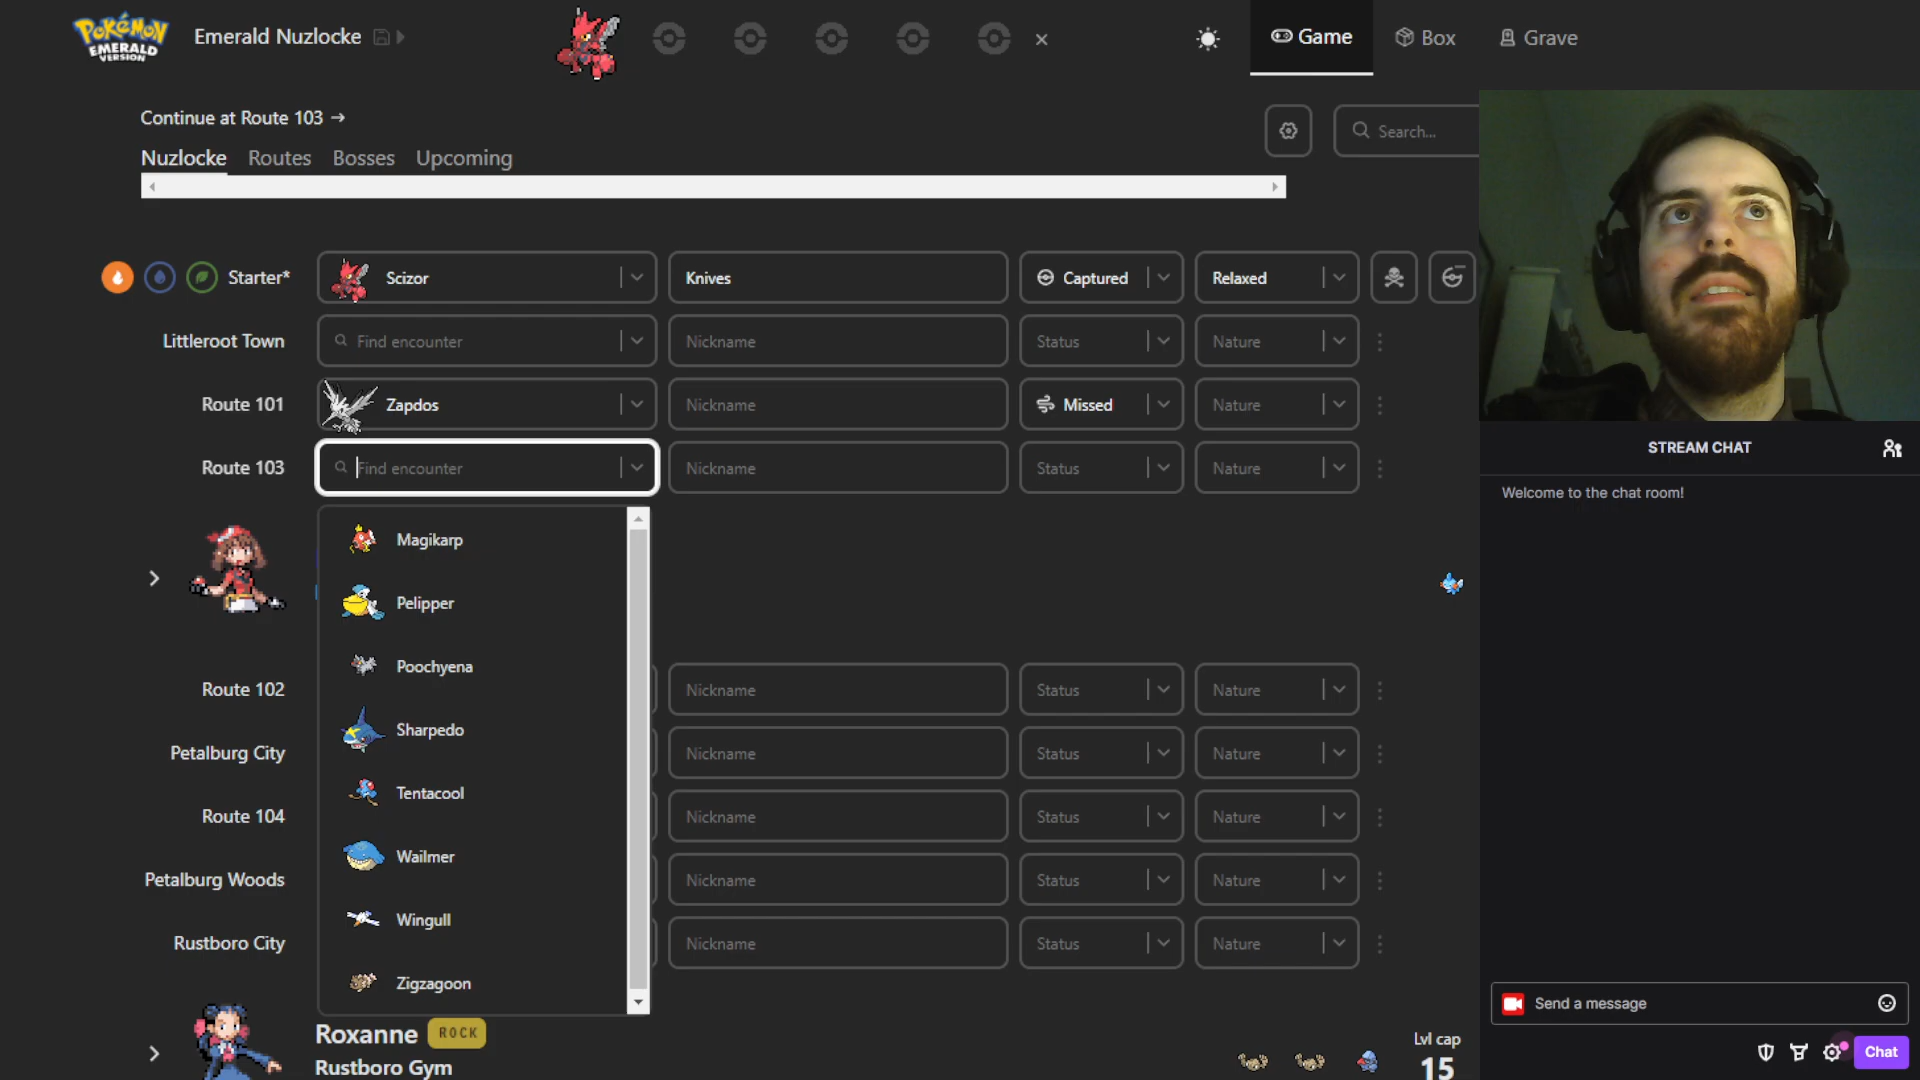 POKéMON
EMERALD
VERSION
Emerald Nuzlocke
Game
Box
Grave
Continue at Route 103 →
Search...
Nuzlocke
Routes
Bosses
Upcoming
Starter*
Scizor
Knives
Captured
Relaxed
Littleroot Town
Find encounter
Nickname
Status
Nature
Route 101
Zapdos
Nickname
Missed
Nature
Route 103
Find encounter
Nickname
Status
Nature
Magikarp
Pelipper
Poochyena
Sharpedo
Tentacool
Wailmer
Wingull
Zigzagoon
Route 102
Nickname
Status
Nature
Petalburg City
Nickname
Status
Nature
Route 104
Nickname
Status
Nature
Petalburg Woods
Nickname
Status
Nature
Rustboro City
Nickname
Status
Nature
Roxanne
ROCK
Rustboro Gym
Lvl cap
15
STREAM CHAT
Welcome to the chat room!
Send a message
Chat